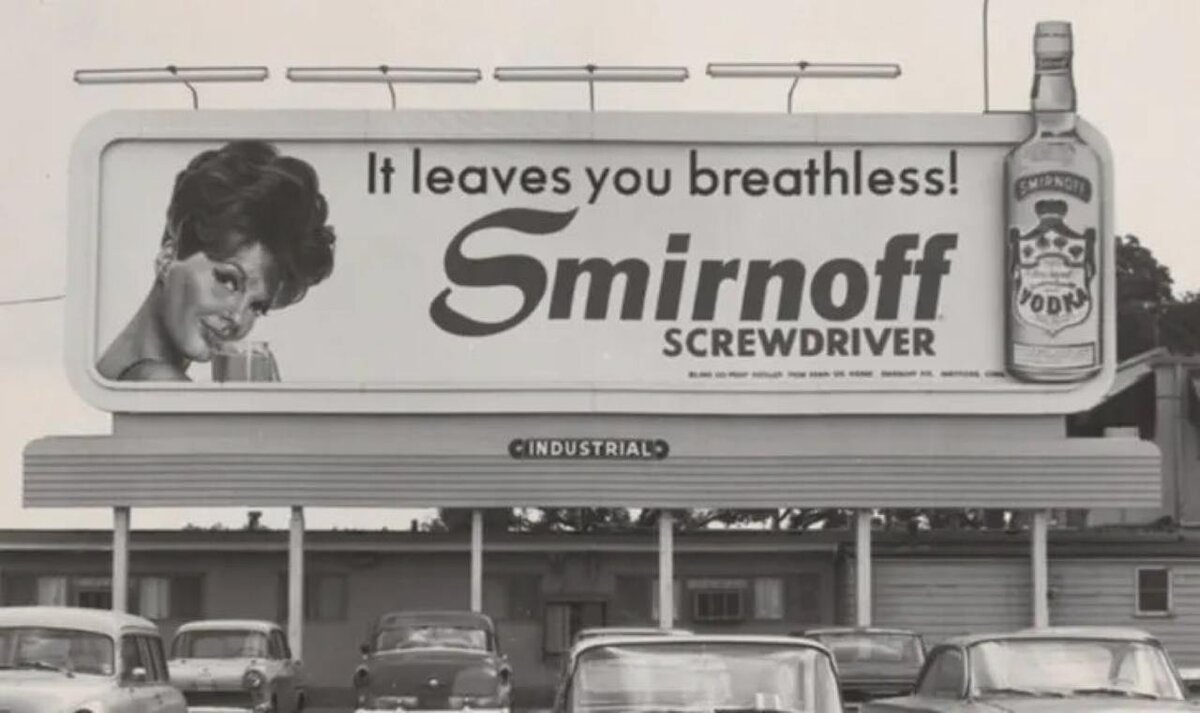 It leaves you breathless!
Smirnoff
SCREWDRIVER
SMIRNOFF
VODKA
INDUSTRIAL